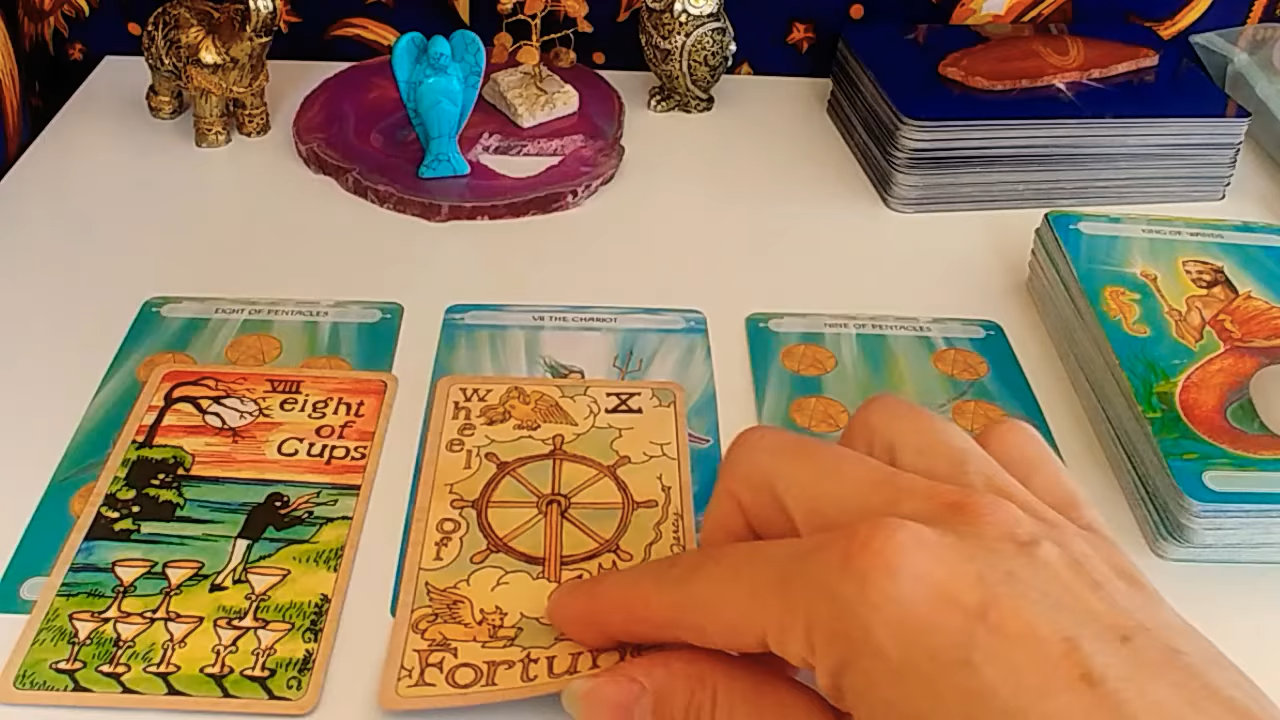 KING OF WANDS
EIGHT OF PENTACLES
VII THE CHARIOT
NINE OF PENTACLES
VIII
eight
of
Cups
X
Wheel
of
Fortun